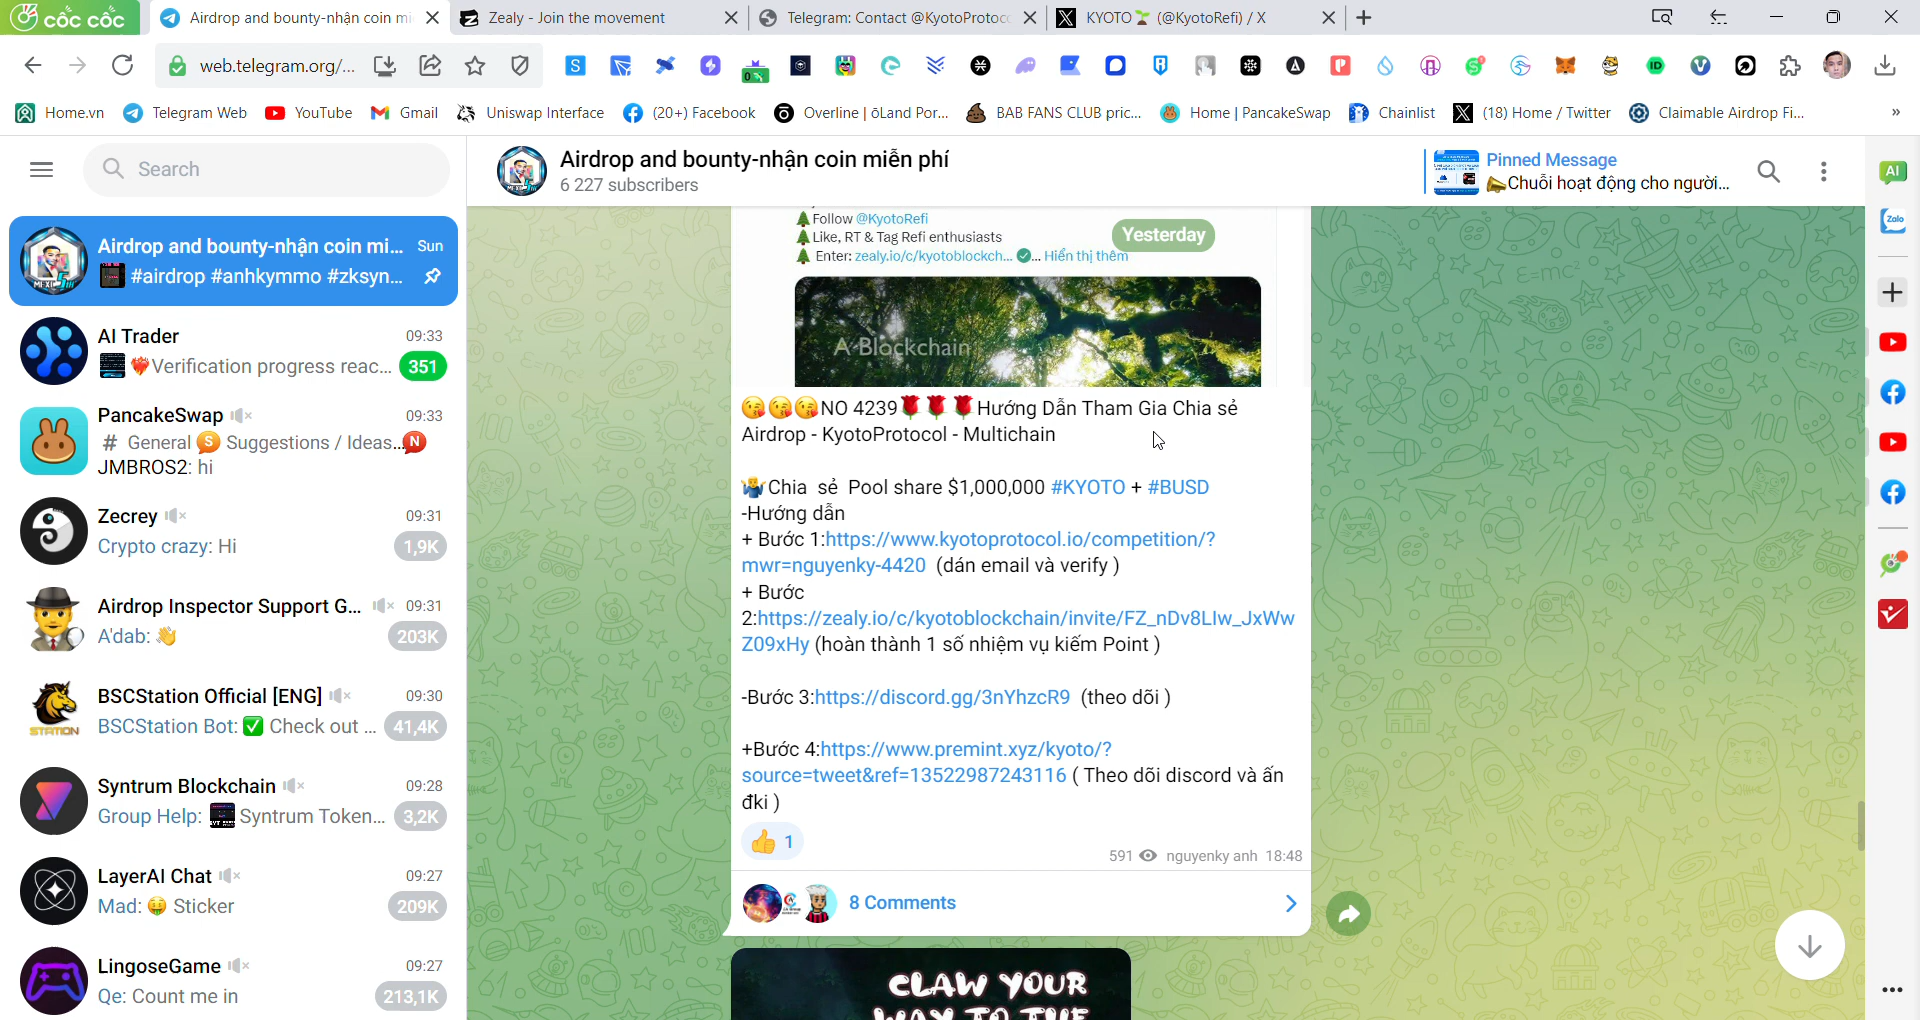 cốc cốc
Airdrop and bounty-nhận coin mi
Zealy - Join the movement
Telegram: Contact @KyotoProtoco
KYOTO (@KyotoRefi) / X
web.telegram.org/...
Home.vn
Telegram Web
YouTube
Gmail
Uniswap Interface
(20+) Facebook
Overline | ōLand Por...
BAB FANS CLUB pric...
Home | PancakeSwap
Chainlist
(18) Home / Twitter
Claimable Airdrop Fi...
»
Search
Airdrop and bounty-nhận coin miễn phí
6 227 subscribers
Pinned Message
Chuỗi hoạt động cho người...
Airdrop and bounty-nhận coin mi... Sun
#airdrop #anhkymmo #zksyn...
AI Trader 09:33
Verification progress reac... 351
PancakeSwap 09:33
# General S Suggestions / Ideas... N
JMBROS2: hi
Zecrey 09:31
Crypto crazy: Hi 1,9K
Airdrop Inspector Support G... 09:31
A'dab: 👋 203K
BSCStation Official [ENG] 09:30
BSCStation Bot: ✅ Check out ... 41,4K
STATION
Syntrum Blockchain 09:28
Group Help: Syntrum Token... 3,2K
LayerAI Chat 09:27
Mad: 🤑 Sticker 209K
LingoseGame 09:27
Qe: Count me in 213,1K
Follow @KyotoRefi
Like, RT & Tag Refi enthusiasts
Enter: zealy.io/c/kyotoblockch... ... Hiển thị thêm
Yesterday
A Blockchain
😘😘😘NO 4239🌹🌹🌹Hướng Dẫn Tham Gia Chia sẻ
Airdrop - KyotoProtocol - Multichain
🤷‍♂️Chia sẻ Pool share $1,000,000 #KYOTO + #BUSD
-Hướng dẫn
+ Bước 1:https://www.kyotoprotocol.io/competition/?
mwr=nguyenky-4420 (dán email và verify )
+ Bước
2:https://zealy.io/c/kyotoblockchain/invite/FZ_nDv8LIw_JxWw
Z09xHy (hoàn thành 1 số nhiệm vụ kiếm Point )
-Bước 3:https://discord.gg/3nYhzcR9 (theo dõi )
+Bước 4:https://www.premint.xyz/kyoto/?
source=tweet&ref=13522987243116 ( Theo dõi discord và ấn
đki )
👍 1
591 nguyenky anh 18:48
8 Comments
CLAW YOUR
WAY TO THE
AI
Zalo